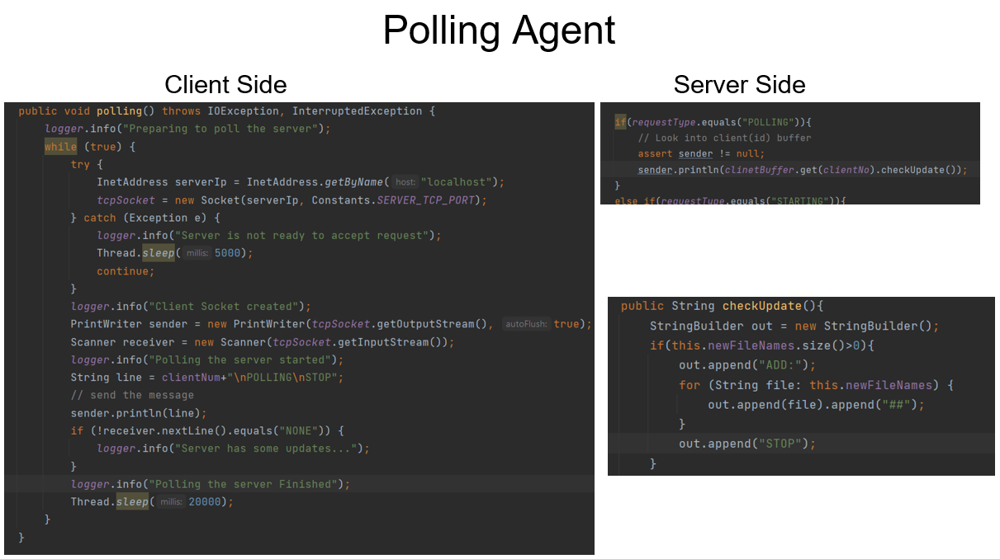 Polling Agent
Client Side
public void polling() throws IOException, InterruptedException {
logger.info("Preparing to poll the server");
while (true) {
try {
InetAddress serverIp = InetAddress.getByName( host: "localhost");
tcpSocket = new Socket(serverIp, Constants.SERVER_TCP_PORT);
} catch (Exception e) {
logger.info("Server is not ready to accept request");
Thread.sleep( millis: 5000);
continue;
}
logger.info("Client Socket created");
PrintWriter sender = new PrintWriter(tcpSocket.getOutputStream(), autoFlush: true);
Scanner receiver = new Scanner(tcpSocket.getInputStream());
logger.info("Polling the server started");
String line = clientNum+"\nPOLLING\nSTOP";
// send the message
sender.println(line);
if (!receiver.nextLine().equals("NONE")) {
logger.info("Server has some updates...");
}
logger.info("Polling the server Finished");
Thread.sleep( millis: 20000);
}
}
Server Side
if(requestType.equals("POLLING")){
// Look into client(id) buffer
assert sender != null;
sender.println(clinetBuffer.get(clientNo).checkUpdate());
}
else if(requestType.equals("STARTING")){
public String checkUpdate(){
StringBuilder out = new StringBuilder();
if(this.newFileNames.size()>0){
out.append("ADD:");
for (String file: this.newFileNames) {
out.append(file).append("##");
}
out.append("STOP");
}